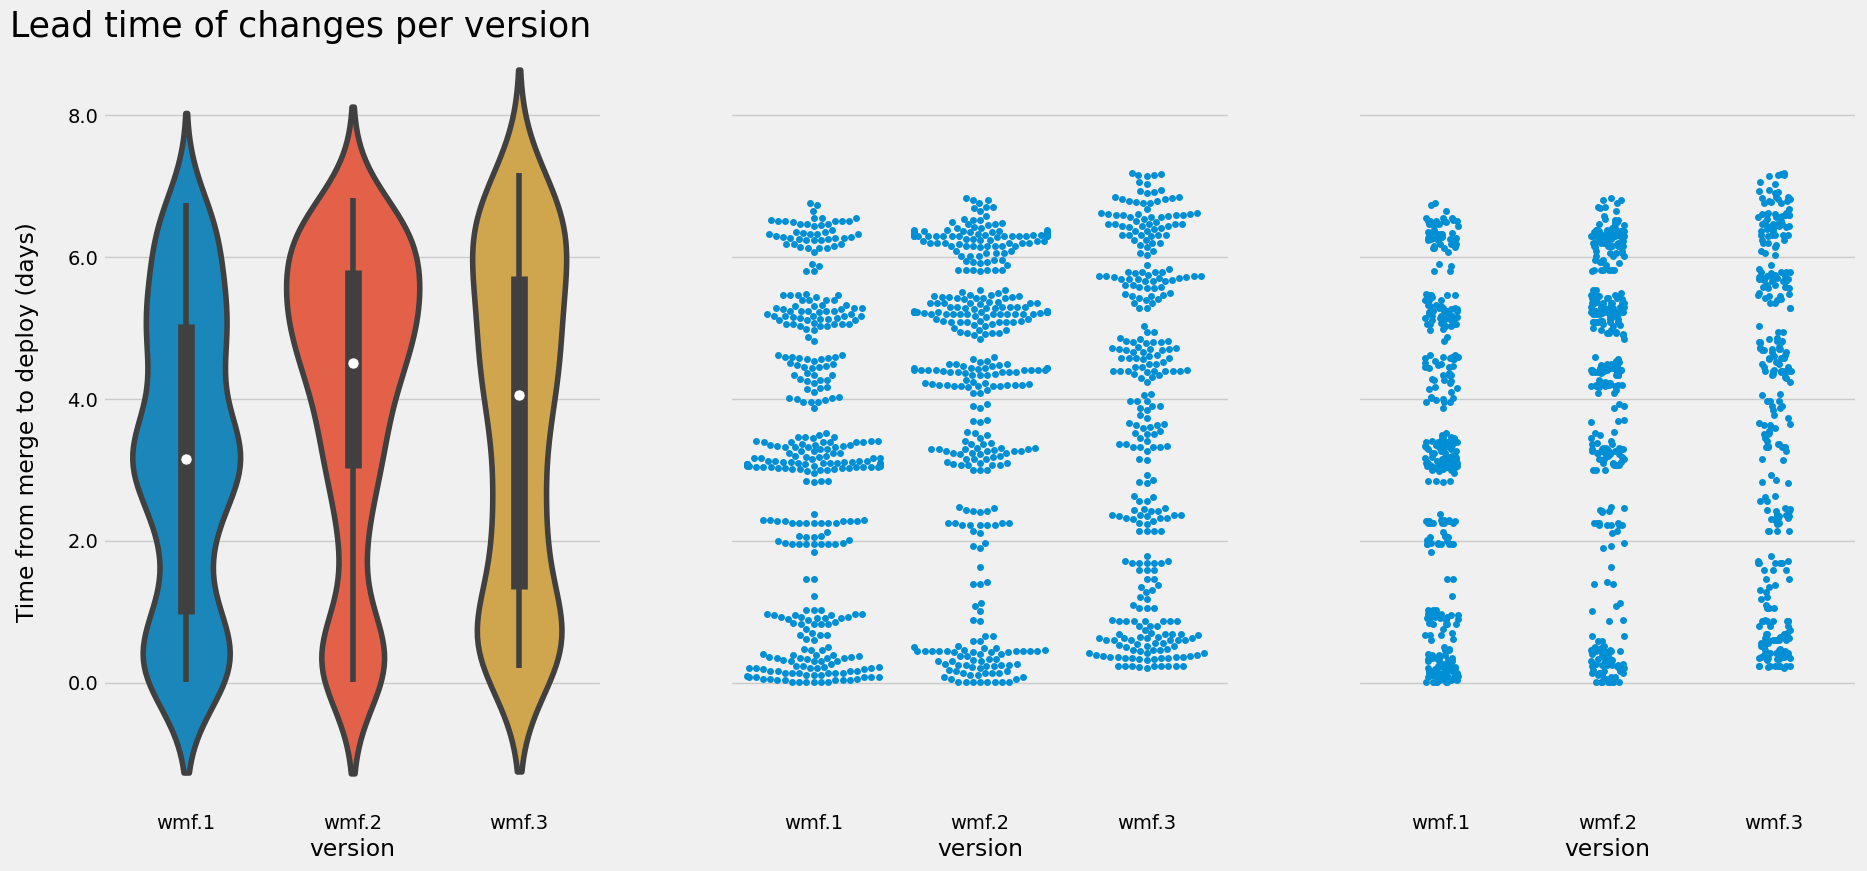 Lead time of changes per version
Time from merge to deploy (days)
8.0
6.0
4.0
2.0
0.0
wmf.1 wmf.2 wmf.3
version
wmf.1 wmf.2 wmf.3
version
wmf.1 wmf.2 wmf.3
version